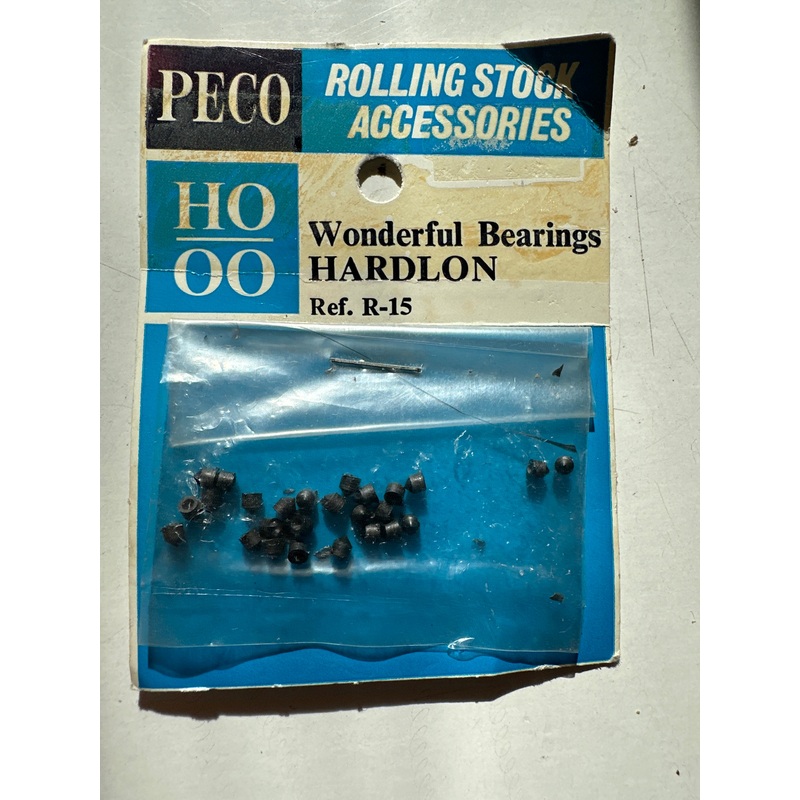 PECO
ROLLING STOCK
ACCESSORIES
HO
OO
Wonderful Bearings
HARDLON
Ref. R-15